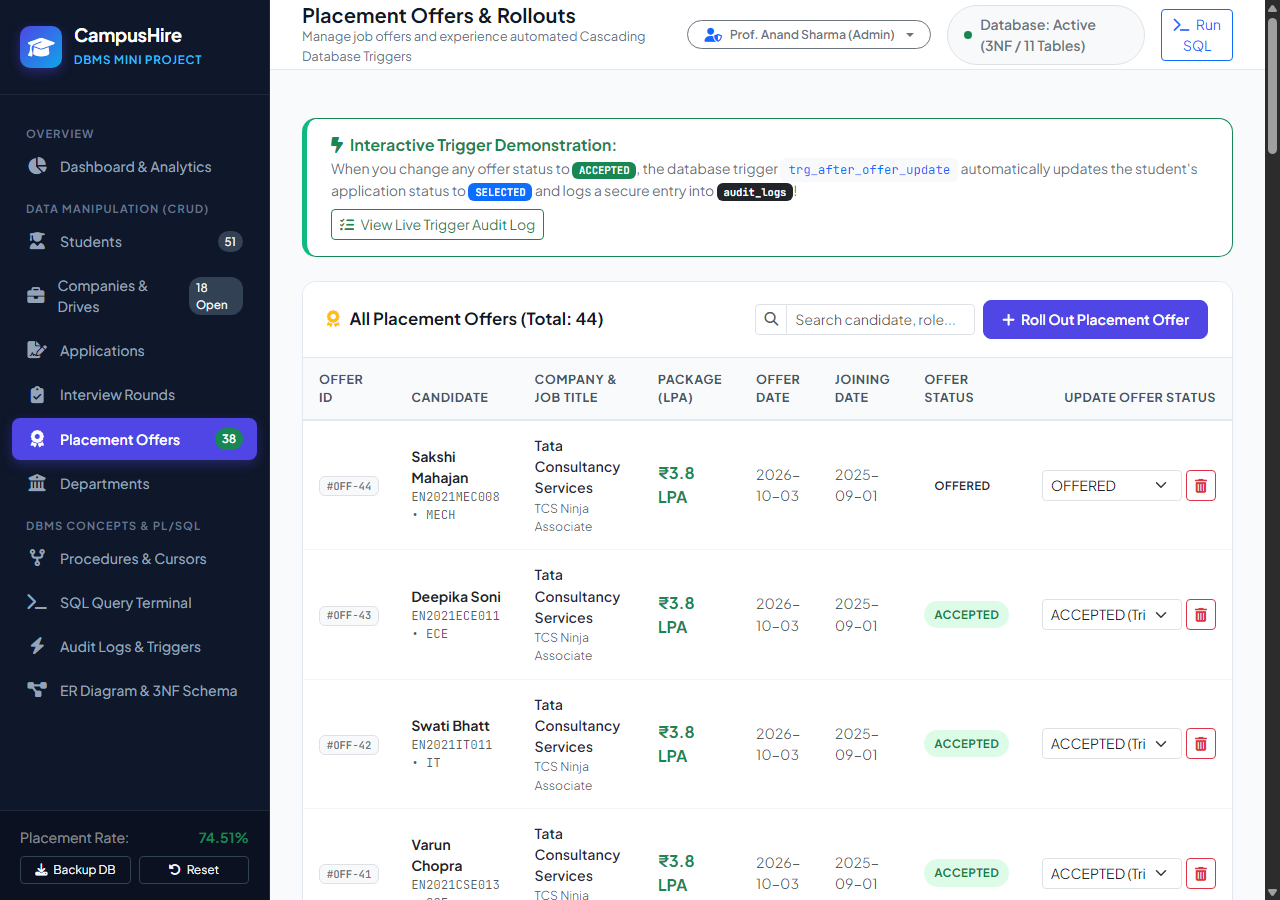 CampusHire
DBMS MINI PROJECT
OVERVIEW
Dashboard & Analytics
DATA MANIPULATION (CRUD)
Students 51
Companies & Drives 18 Open
Applications
Interview Rounds
Placement Offers 38
Departments
DBMS CONCEPTS & PL/SQL
Procedures & Cursors
SQL Query Terminal
Audit Logs & Triggers
ER Diagram & 3NF Schema
Placement Rate: 74.51%
Backup DB Reset
Placement Offers & Rollouts
Manage job offers and experience automated Cascading
Database Triggers
Prof. Anand Sharma (Admin)
Database: Active
(3NF / 11 Tables)
Run
SQL
Interactive Trigger Demonstration:
When you change any offer status to ACCEPTED, the database trigger trg_after_offer_update automatically updates the student's
application status to SELECTED and logs a secure entry into audit_logs!
View Live Trigger Audit Log
All Placement Offers (Total: 44)
Search candidate, role...
+ Roll Out Placement Offer
OFFER ID CANDIDATE COMPANY & JOB TITLE PACKAGE (LPA) OFFER DATE JOINING DATE OFFER STATUS UPDATE OFFER STATUS
#OFF-44
Sakshi
Mahajan
EN2021MEC008
• MECH
Tata
Consultancy
Services
TCS Ninja
Associate
₹3.8
LPA
2026-
10-03
2025-
09-01
OFFERED
OFFERED
#OFF-43
Deepika Soni
EN2021ECE011
• ECE
Tata
Consultancy
Services
TCS Ninja
Associate
₹3.8
LPA
2026-
10-03
2025-
09-01
ACCEPTED
ACCEPTED (Tri
#OFF-42
Swati Bhatt
EN2021IT011
• IT
Tata
Consultancy
Services
TCS Ninja
Associate
₹3.8
LPA
2026-
10-03
2025-
09-01
ACCEPTED
ACCEPTED (Tri
#OFF-41
Varun
Chopra
EN2021CSE013
Tata
Consultancy
Services
TCS Ninja
₹3.8
LPA
2026-
10-03
2025-
09-01
ACCEPTED
ACCEPTED (Tri